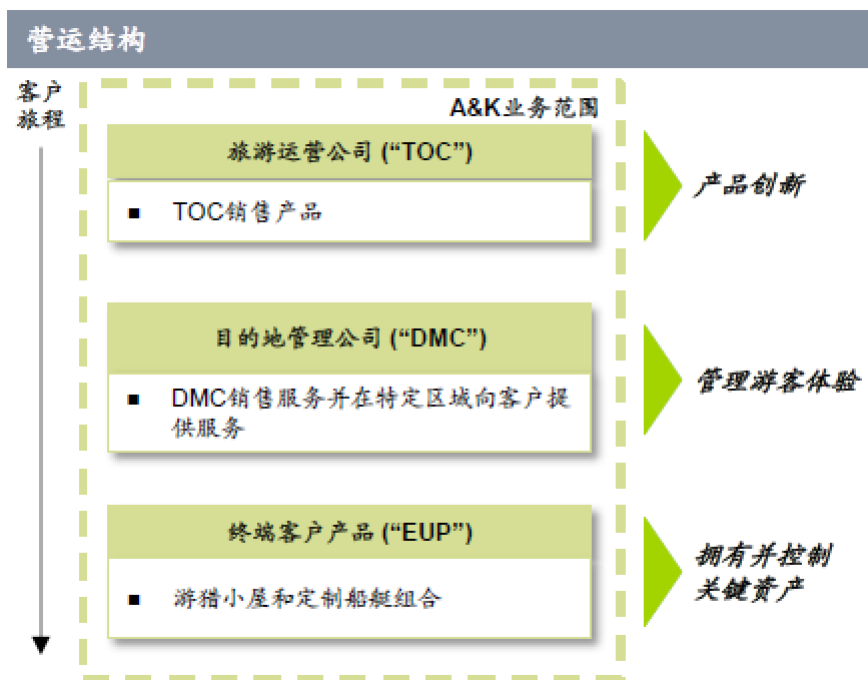 营运结构
客户
旅程
A&K业务范围
旅游运营公司 (“TOC”)
■ TOC销售产品
产品创新
目的地管理公司 (“DMC”)
■ DMC销售服务并在特定区域向客户提
供服务
管理游客体验
终端客户产品 (“EUP”)
■ 游猎小屋和定制船艇组合
拥有并控制
关键资产